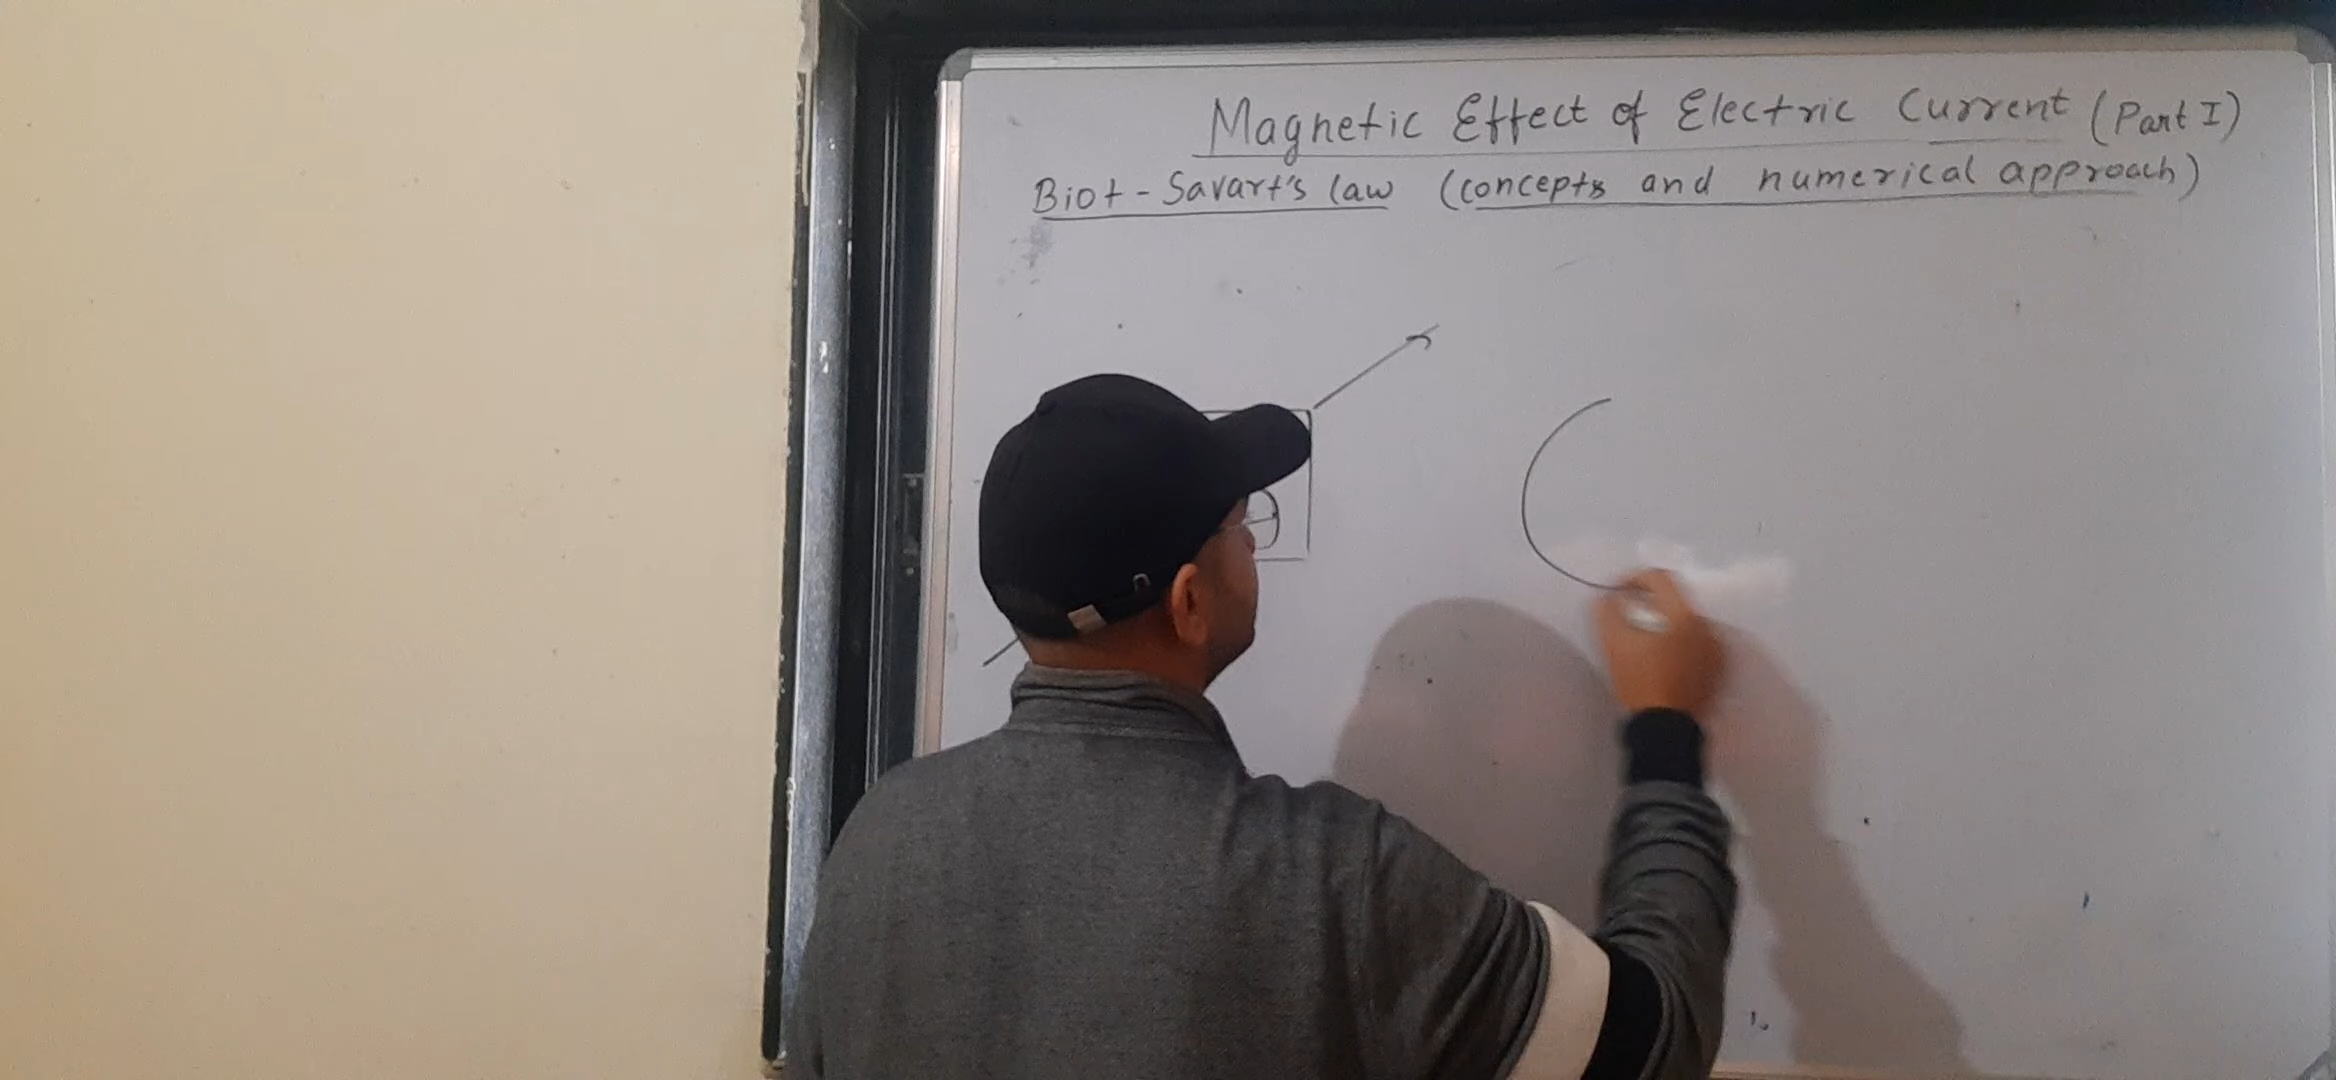 Magnetic Effect of Electric Current (Part I)
Biot-Savart's law (concepts and numerical approach)